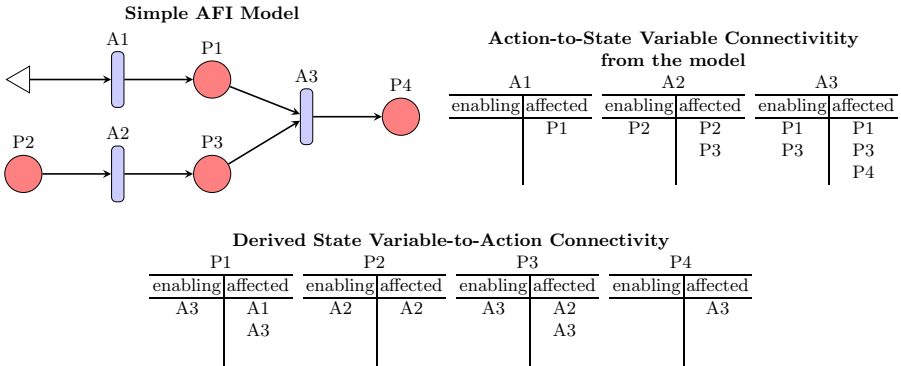 Simple AFI Model
A1
P1
A3
P4
P2
A2
P3
Action-to-State Variable Connectivitity
from the model
A1 A2 A3
enabling affected enabling affected enabling affected
P1 P2 P2 P1 P1
P3 P3 P3
P4
Derived State Variable-to-Action Connectivity
P1 P2 P3 P4
enabling affected enabling affected enabling affected enabling affected
A3 A1 A2 A2 A3 A2 A3
A3 A3